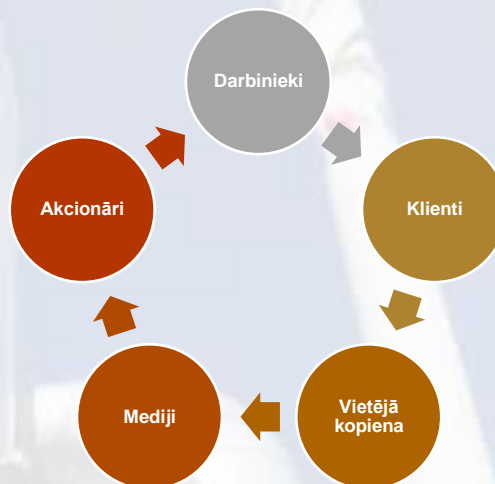 Darbinieki
Klienti
Vietējā
kopiena
Mediji
Akcionāri